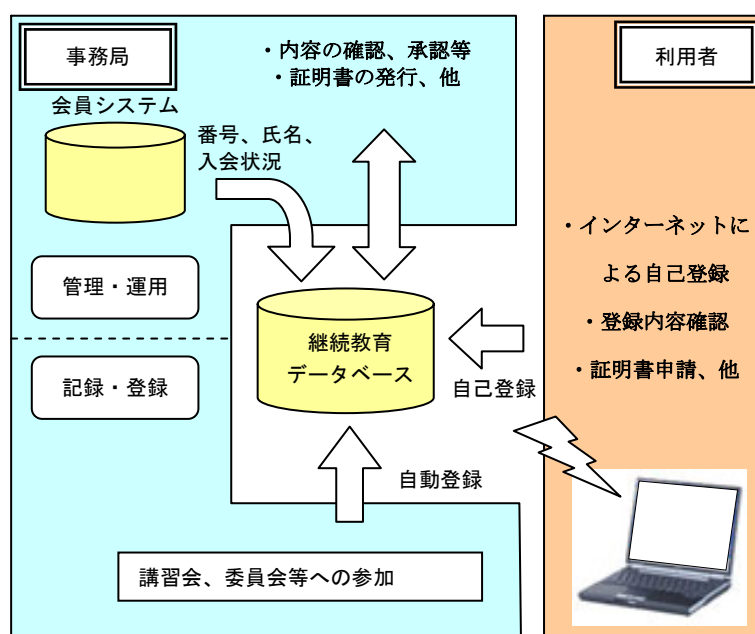 事務局
・内容の確認、承認等
・証明書の発行、他
利用者
会員システム
番号、氏名、
入会状況
・インターネットに
よる自己登録
・登録内容確認
・証明書申請、他
管理・運用
継続教育
データベース
自己登録
記録・登録
自動登録
講習会、委員会等への参加